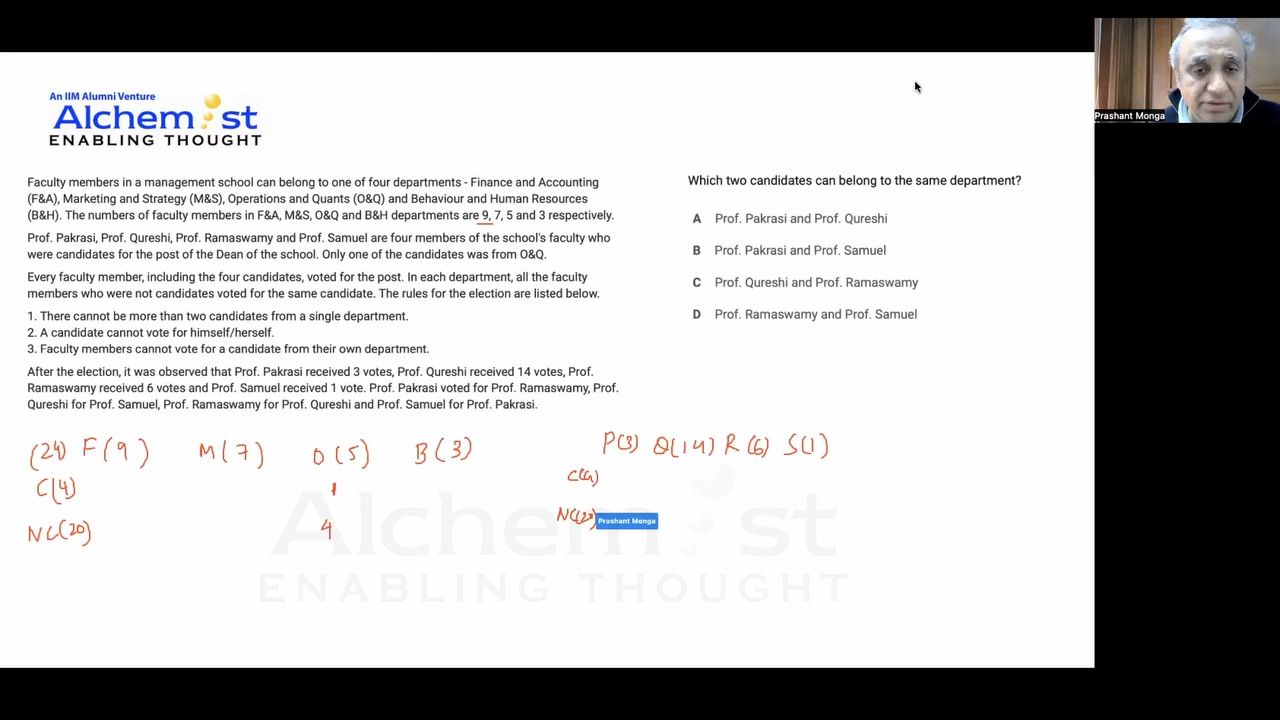 An IIM Alumni Venture
Alchemist
ENABLING THOUGHT
Prashant Monga
Faculty members in a management school can belong to one of four departments - Finance and Accounting
(F&A), Marketing and Strategy (M&S), Operations and Quants (O&Q) and Behaviour and Human Resources
(B&H). The numbers of faculty members in F&A, M&S, O&Q and B&H departments are 9, 7, 5 and 3 respectively.
Prof. Pakrasi, Prof. Qureshi, Prof. Ramaswamy and Prof. Samuel are four members of the school's faculty who
were candidates for the post of the Dean of the school. Only one of the candidates was from O&Q.
Every faculty member, including the four candidates, voted for the post. In each department, all the faculty
members who were not candidates voted for the same candidate. The rules for the election are listed below.
1. There cannot be more than two candidates from a single department.
2. A candidate cannot vote for himself/herself.
3. Faculty members cannot vote for a candidate from their own department.
After the election, it was observed that Prof. Pakrasi received 3 votes, Prof. Qureshi received 14 votes, Prof.
Ramaswamy received 6 votes and Prof. Samuel received 1 vote. Prof. Pakrasi voted for Prof. Ramaswamy, Prof.
Qureshi for Prof. Samuel, Prof. Ramaswamy for Prof. Qureshi and Prof. Samuel for Prof. Pakrasi.
Which two candidates can belong to the same department?
A Prof. Pakrasi and Prof. Qureshi
B Prof. Pakrasi and Prof. Samuel
C Prof. Qureshi and Prof. Ramaswamy
D Prof. Ramaswamy and Prof. Samuel
(24) F(9) M(7) O(5) B(3)
C(4) 1
NC(20) 4
P(3) Q(14) R(6) S(1)
C(4)
NC(20)
Prashant Monga
Alchemist
ENABLING THOUGHT